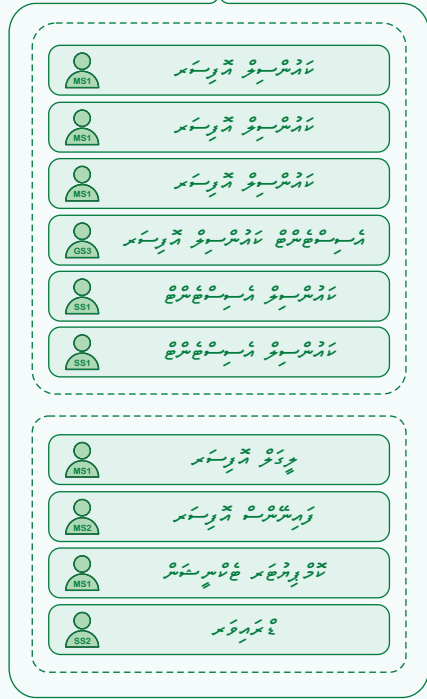 ކައުންސިލް އޮފިސަރ
MS1
ކައުންސިލް އޮފިސަރ
MS1
ކައުންސިލް އޮފިސަރ
MS1
އެސިސްޓެންޓް ކައުންސިލް އޮފިސަރ
GS3
ކައުންސިލް އެސިސްޓެންޓް
SS1
ކައުންސިލް އެސިސްޓެންޓް
SS1
ލީގަލް އޮފިސަރ
MS1
ފައިނޭންސް އޮފިސަރ
MS2
ކޮމްޕިއުޓަރ ޓެކްނީޝަން
MS1
ޑްރައިވަރ
SS2